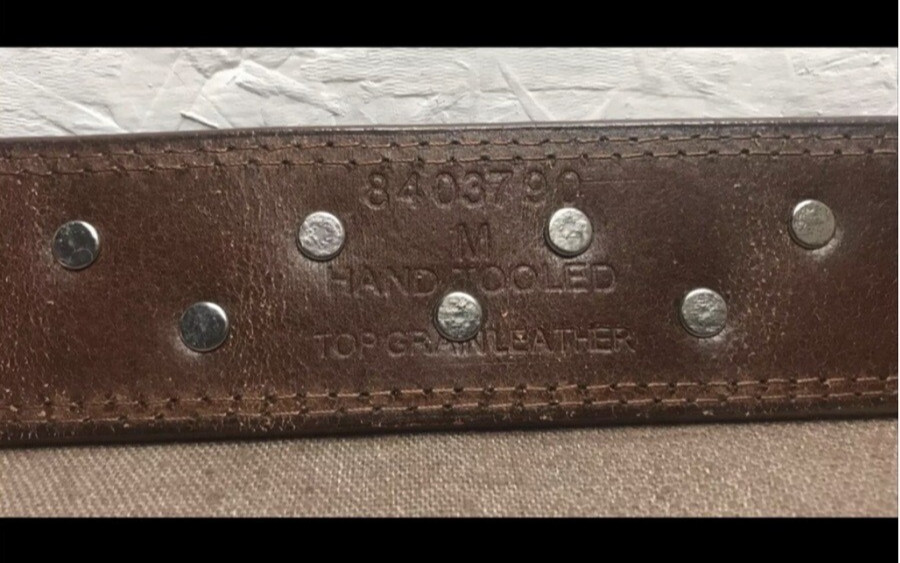 8403790
M
HAND TOOLED
TOP GRAIN LEATHER